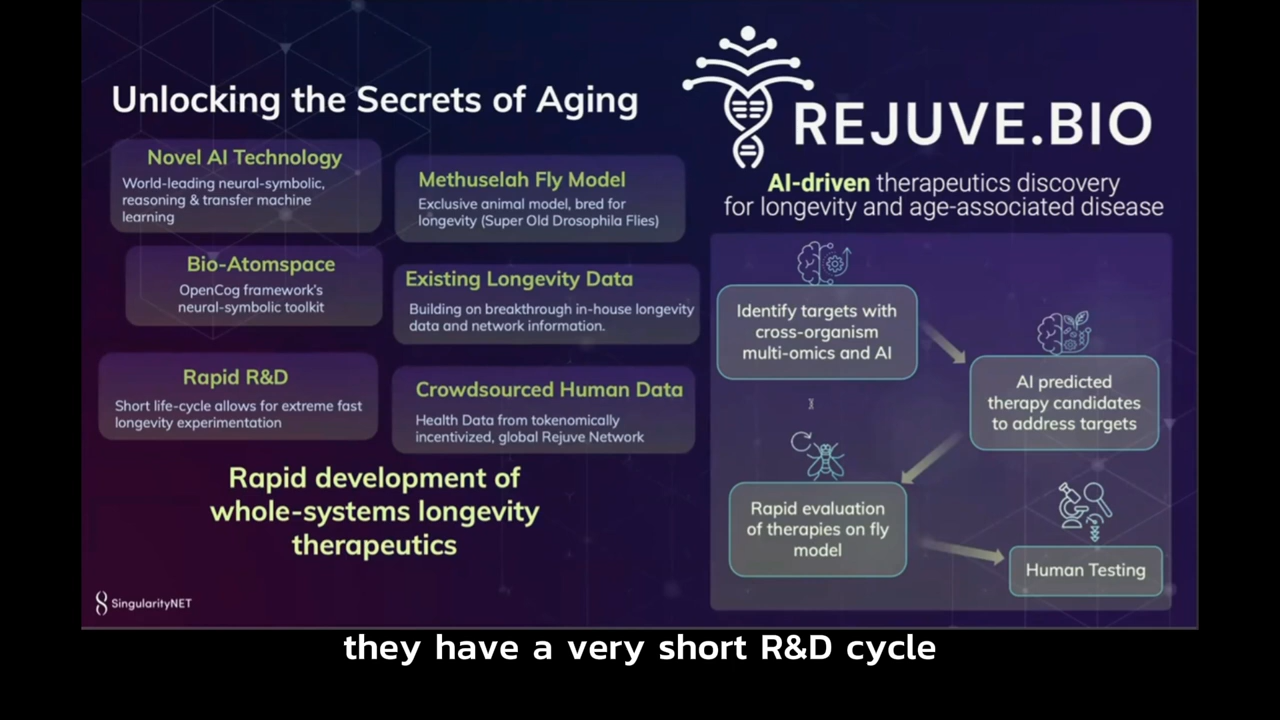 Unlocking the Secrets of Aging
Novel AI Technology
World-leading neural-symbolic,
reasoning & transfer machine
learning
Methuselah Fly Model
Exclusive animal model, bred for
longevity (Super Old Drosophila Flies)
Bio-Atomspace
OpenCog framework's
neural-symbolic toolkit
Existing Longevity Data
Building on breakthrough in-house longevity
data and network information.
Rapid R&D
Short life-cycle allows for extreme fast
longevity experimentation
Crowdsourced Human Data
Health Data from tokenomically
incentivized, global Rejuve Network
Rapid development of
whole-systems longevity
therapeutics
SingularityNET
REJUVE.BIO
AI-driven therapeutics discovery
for longevity and age-associated disease
Identify targets with
cross-organism
multi-omics and AI
AI predicted
therapy candidates
to address targets
Rapid evaluation
of therapies on fly
model
Human Testing
they have a very short R&D cycle